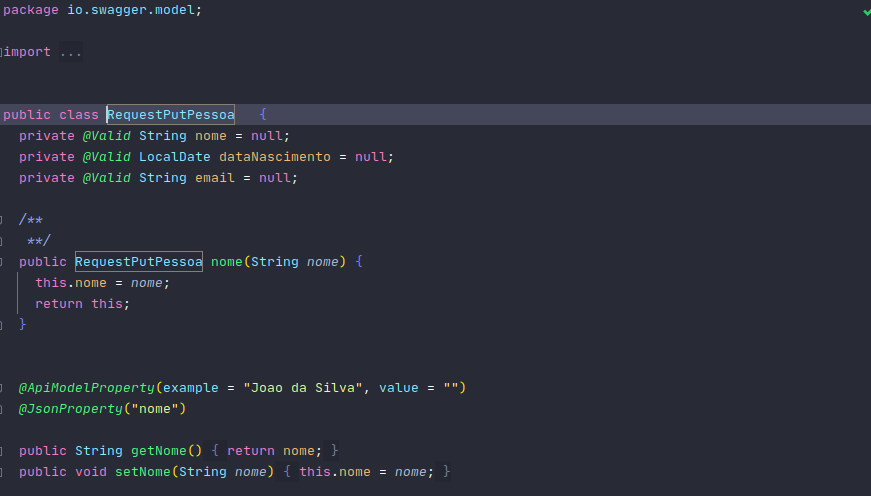 package io.swagger.model;
import ...
public class RequestPutPessoa   {
  private @Valid String nome = null;
  private @Valid LocalDate dataNascimento = null;
  private @Valid String email = null;
  /**
   **/
  public RequestPutPessoa nome(String nome) {
    this.nome = nome;
    return this;
  }
  @ApiModelProperty(example = "Joao da Silva", value = "")
  @JsonProperty("nome")
  public String getNome() { return nome; }
  public void setNome(String nome) { this.nome = nome; }